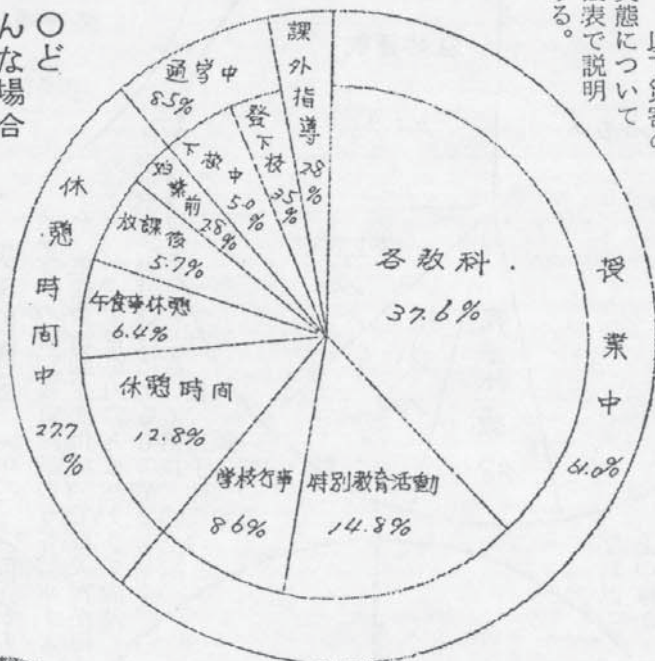 実態について
表で説明
る。
○ど
んな場合
授業中
61.0%
各教科.
37.6%
特別教育活動
14.8%
学校行事
8.6%
休憩時間中
27.7
%
休憩時間
12.8%
午食事休憩
6.4%
放課後
5.7%
始業前
2.8%
通学中
8.5%
下校中
5.0
%
登下校
3.5
%
課外指導
2.8
%